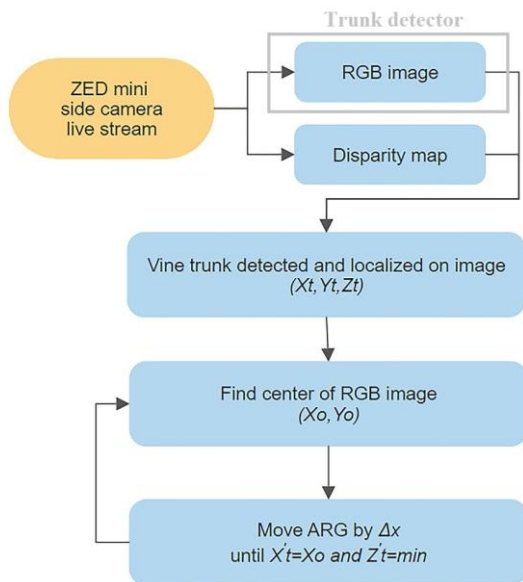 Trunk detector
ZED mini
side camera
live stream
RGB image
Disparity map
Vine trunk detected and localized on image
(Xt,Yt,Zt)
Find center of RGB image
(Xo,Yo)
Move ARG by Δx
until X't=Xo and Z't=min